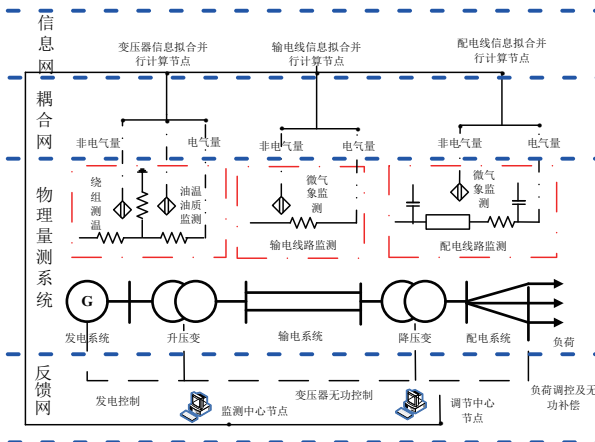 信息网
变压器信息拟合并
行计算节点
输电线信息拟合并
行计算节点
配电线信息拟合并
行计算节点
耦合网
非电气量
电气量
非电气量
电气量
非电气量
电气量
物理量测系统
绕组测温
油温
油质
监测
微气
象监
测
输电线路监测
微气
象监
测
配电线路监测
G
发电系统
升压变
输电系统
降压变
配电系统
负荷
反馈网
发电控制
监测中心节点
变压器无功控制
调节中心
节点
负荷调控及无
功补偿